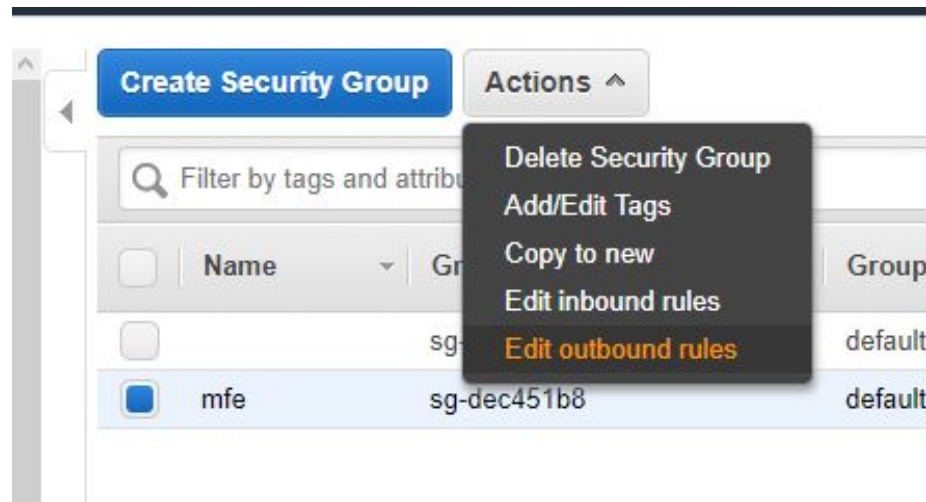 Create Security Group Actions
Delete Security Group
Filter by tags and attribu
Add/Edit Tags
Copy to new
Name Gr Group
Edit inbound rules
sg- Edit outbound rules default
mfe sg-dec451b8 default